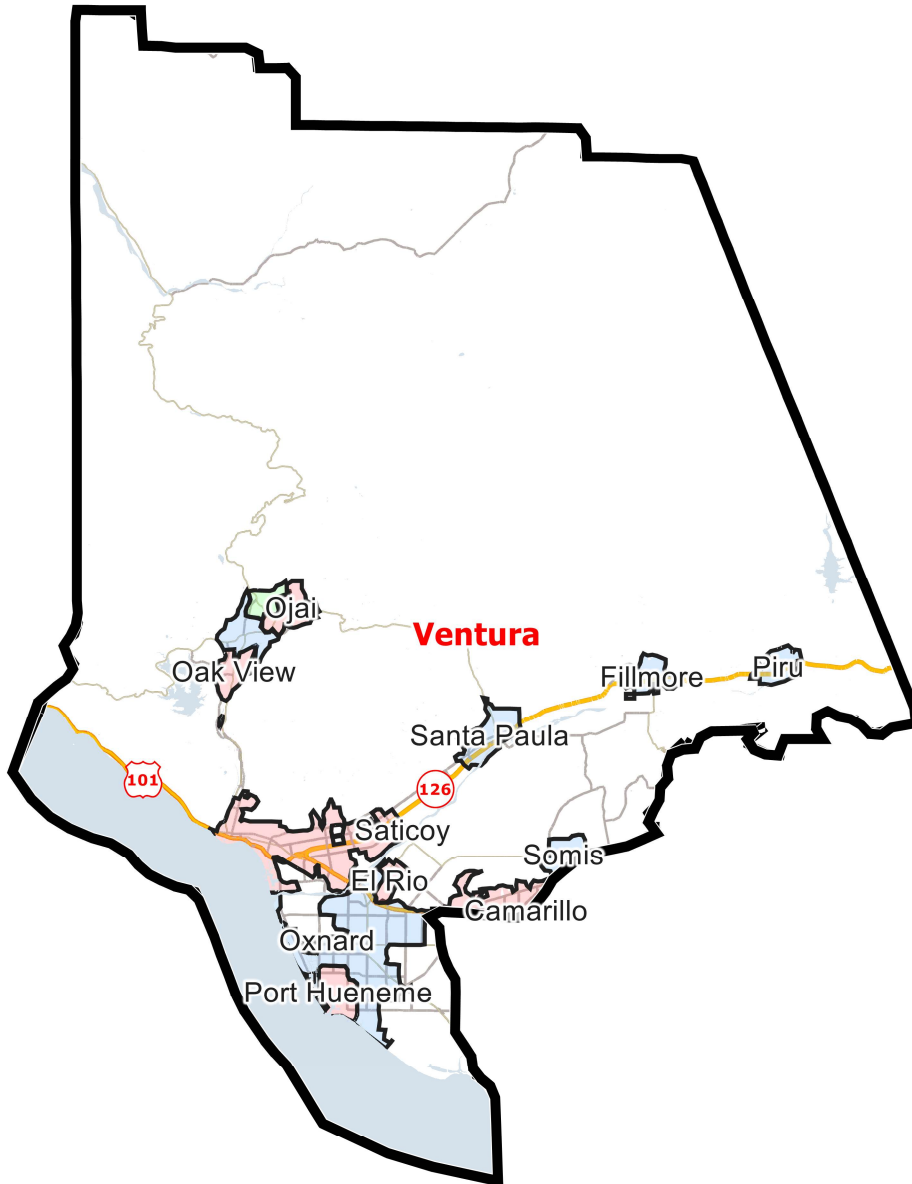 Ojai
Ventura
Oak View
Fillmore
Piru
Santa Paula
101
126
Saticoy
Somis
El Rio
Camarillo
Oxnard
Port Hueneme